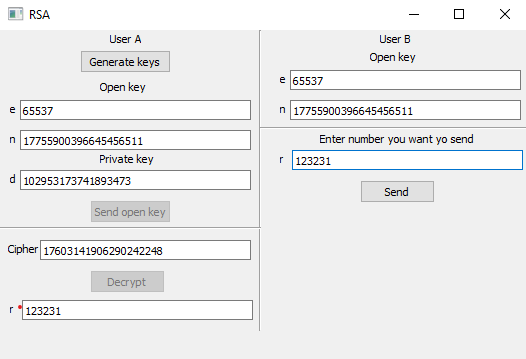 RSA
User A
Generate keys
Open key
e 65537
n 17755900396645456511
Private key
d 102953173741893473
Send open key
Cipher 17603141906290242248
Decrypt
r 123231
User B
Open key
e 65537
n 17755900396645456511
Enter number you want yo send
r 123231
Send